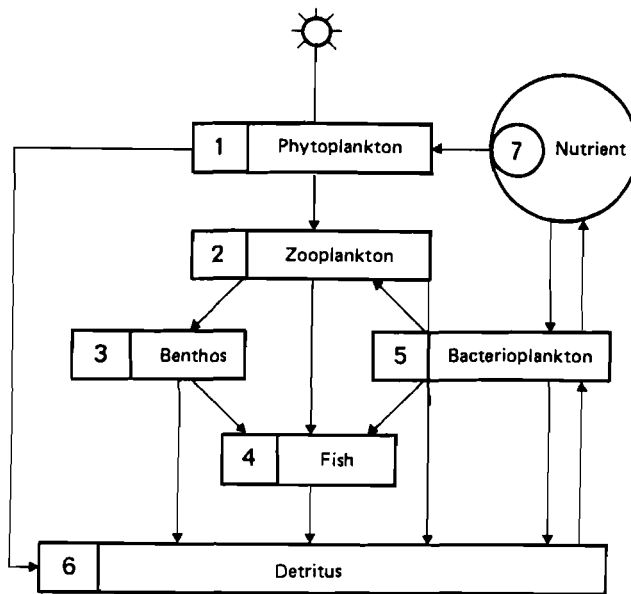 1 Phytoplankton
7 Nutrient
2 Zooplankton
3 Benthos
5 Bacterioplankton
4 Fish
6 Detritus